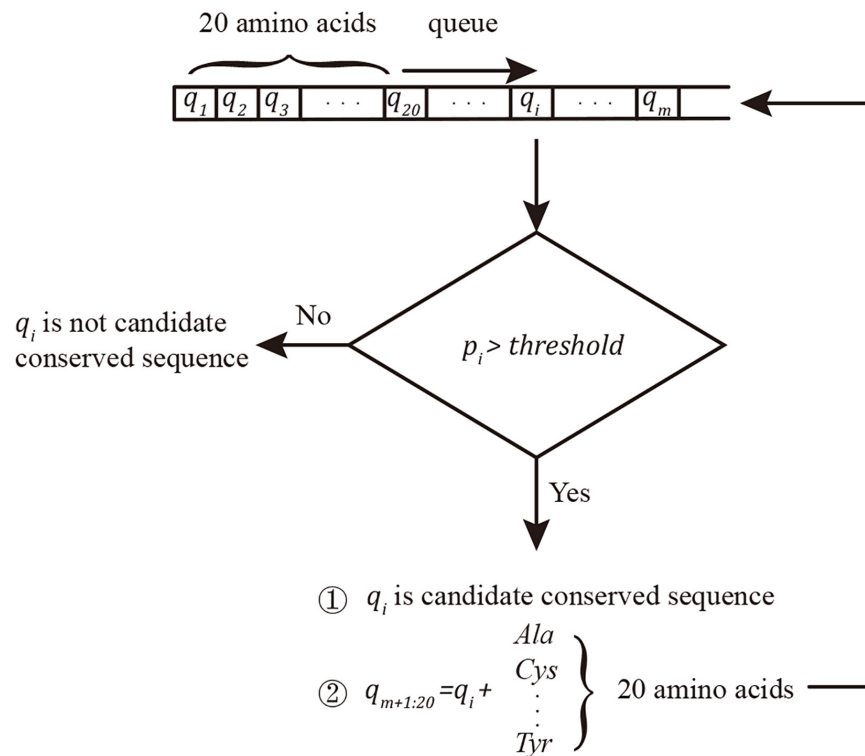 20 amino acids queue
q1 q2 q3 ··· q20 ··· qi ··· qm
No
qi is not candidate
conserved sequence
pi > threshold
Yes
① qi is candidate conserved sequence
Ala
Cys
② qm+1:20=qi+ 20 amino acids
Tyr